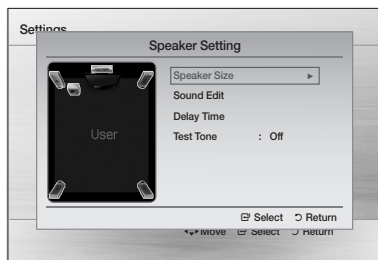 Settings
Speaker Setting
Speaker Size ►
Sound Edit
Delay Time
Test Tone : Off
User
Select Return
Move Select Return